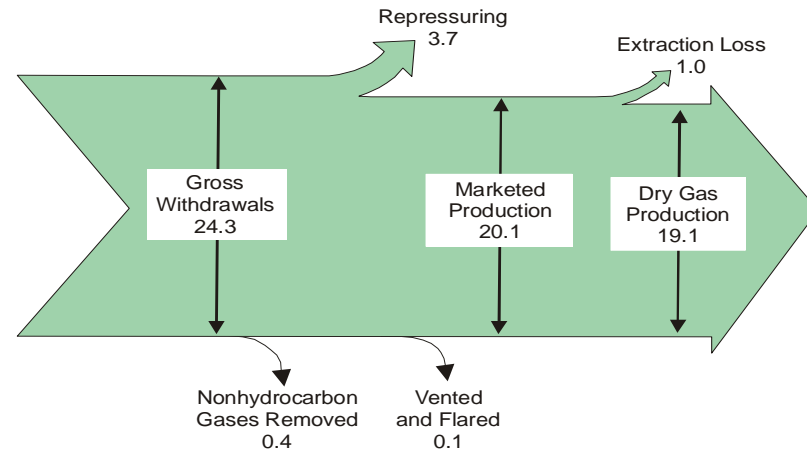 Repressuring
3.7
Extraction Loss
1.0
Gross
Withdrawals
24.3
Marketed
Production
20.1
Dry Gas
Production
19.1
Nonhydrocarbon
Gases Removed
0.4
Vented
and Flared
0.1